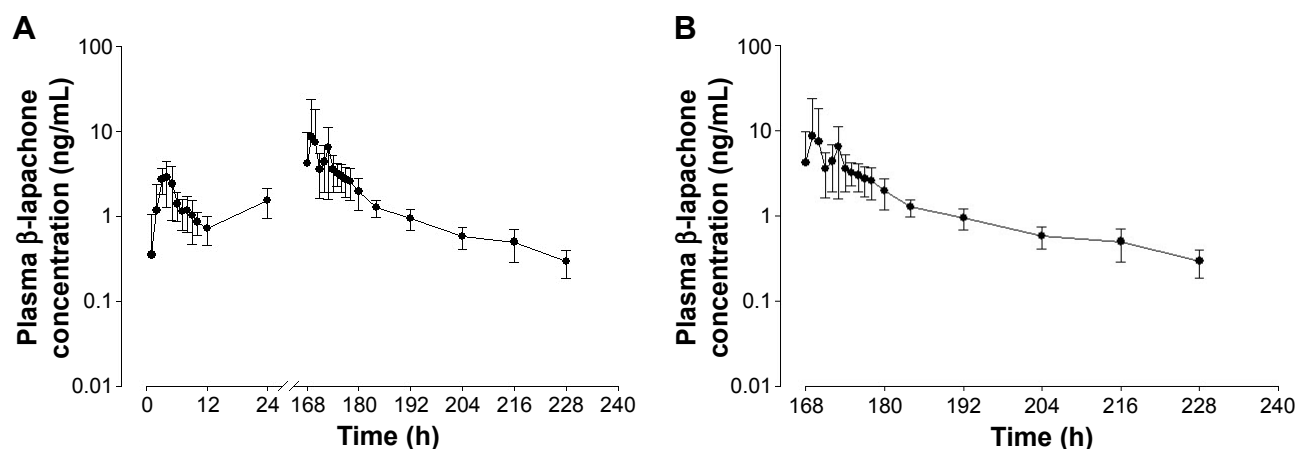 A
Plasma β-lapachone
concentration (ng/mL)
100
10
1
0.1
0.01
0 12 24 168 180 192 204 216 228 240
Time (h)
B
Plasma β-lapachone
concentration (ng/mL)
100
10
1
0.1
0.01
168 180 192 204 216 228 240
Time (h)